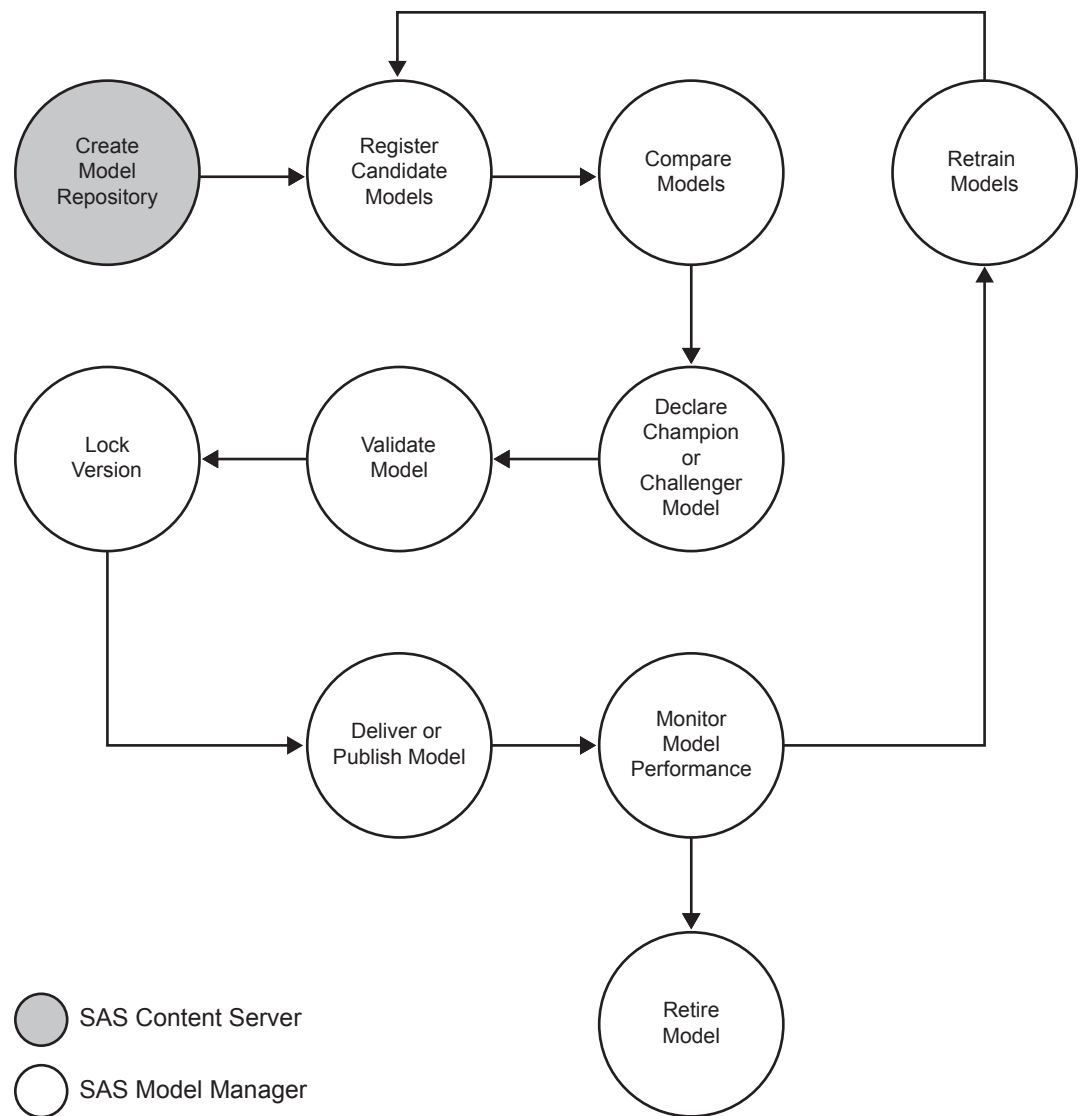 Create
Model
Repository
Register
Candidate
Models
Compare
Models
Retrain
Models
Lock
Version
Validate
Model
Declare
Champion
or
Challenger
Model
Deliver or
Publish Model
Monitor
Model
Performance
Retire
Model
SAS Content Server
SAS Model Manager